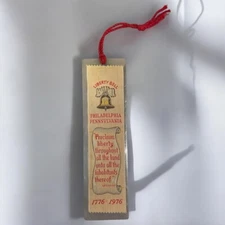 LIBERTY BELL
PHILADELPHIA
PENNSYLVANIA
Proclaim
liberty
throughout
all the land
unto all the
inhabitants
thereof
1776 - 1976